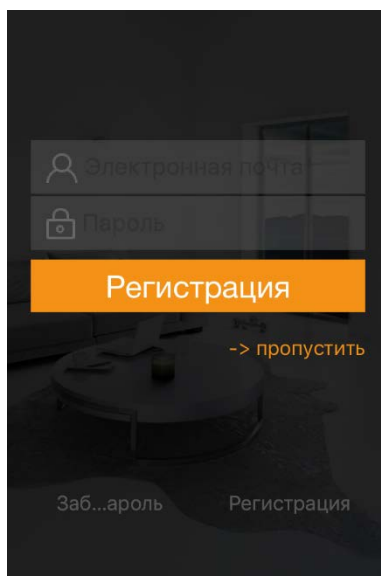 Электронная почта
Пароль
Регистрация
-> пропустить
Заб...ароль Регистрация